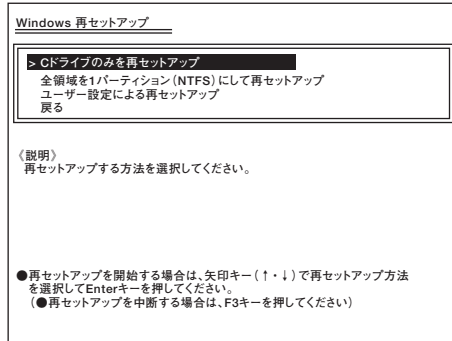 Windows 再セットアップ
> Cドライブのみを再セットアップ
全領域を1パーティション(NTFS)にして再セットアップ
ユーザー設定による再セットアップ
戻る
《説明》
再セットアップする方法を選択してください。
●再セットアップを開始する場合は、矢印キー(↑・↓)で再セットアップ方法
を選択してEnterキーを押してください。
(●再セットアップを中断する場合は、F3キーを押してください)